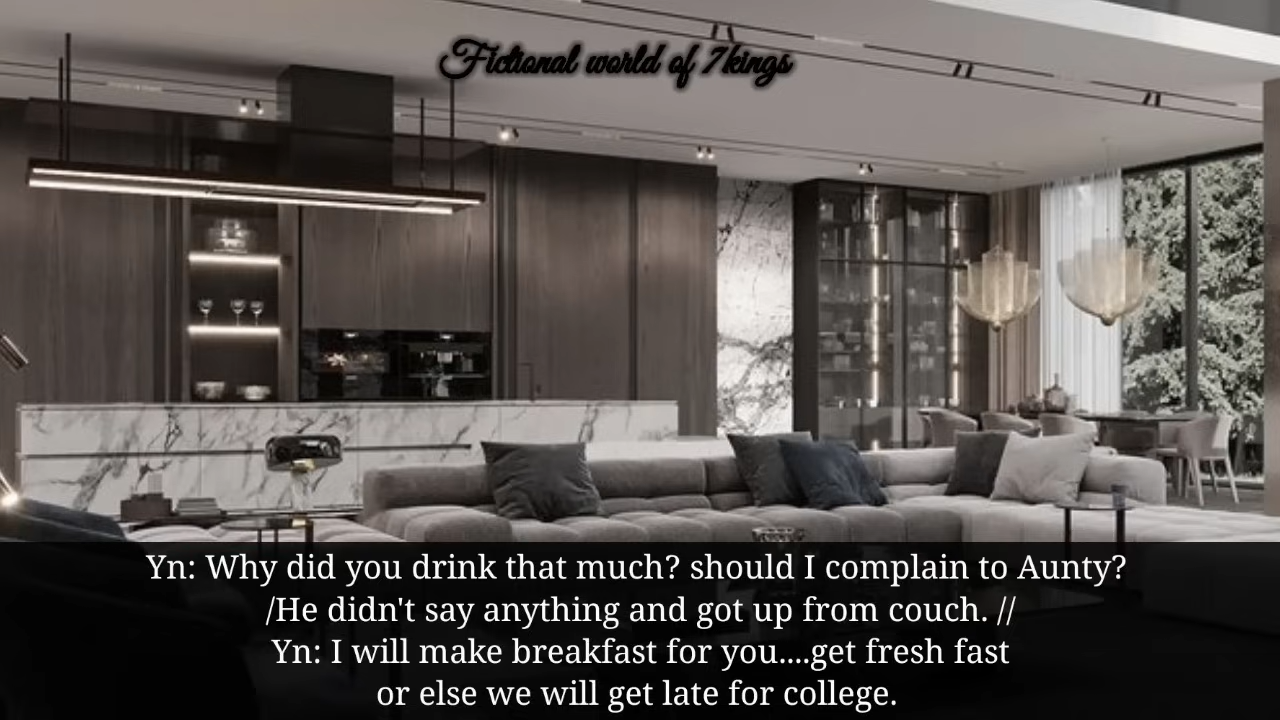 Fictional world of 7kings
Yn: Why did you drink that much? should I complain to Aunty?
/He didn't say anything and got up from couch. //
Yn: I will make breakfast for you....get fresh fast
or else we will get late for college.